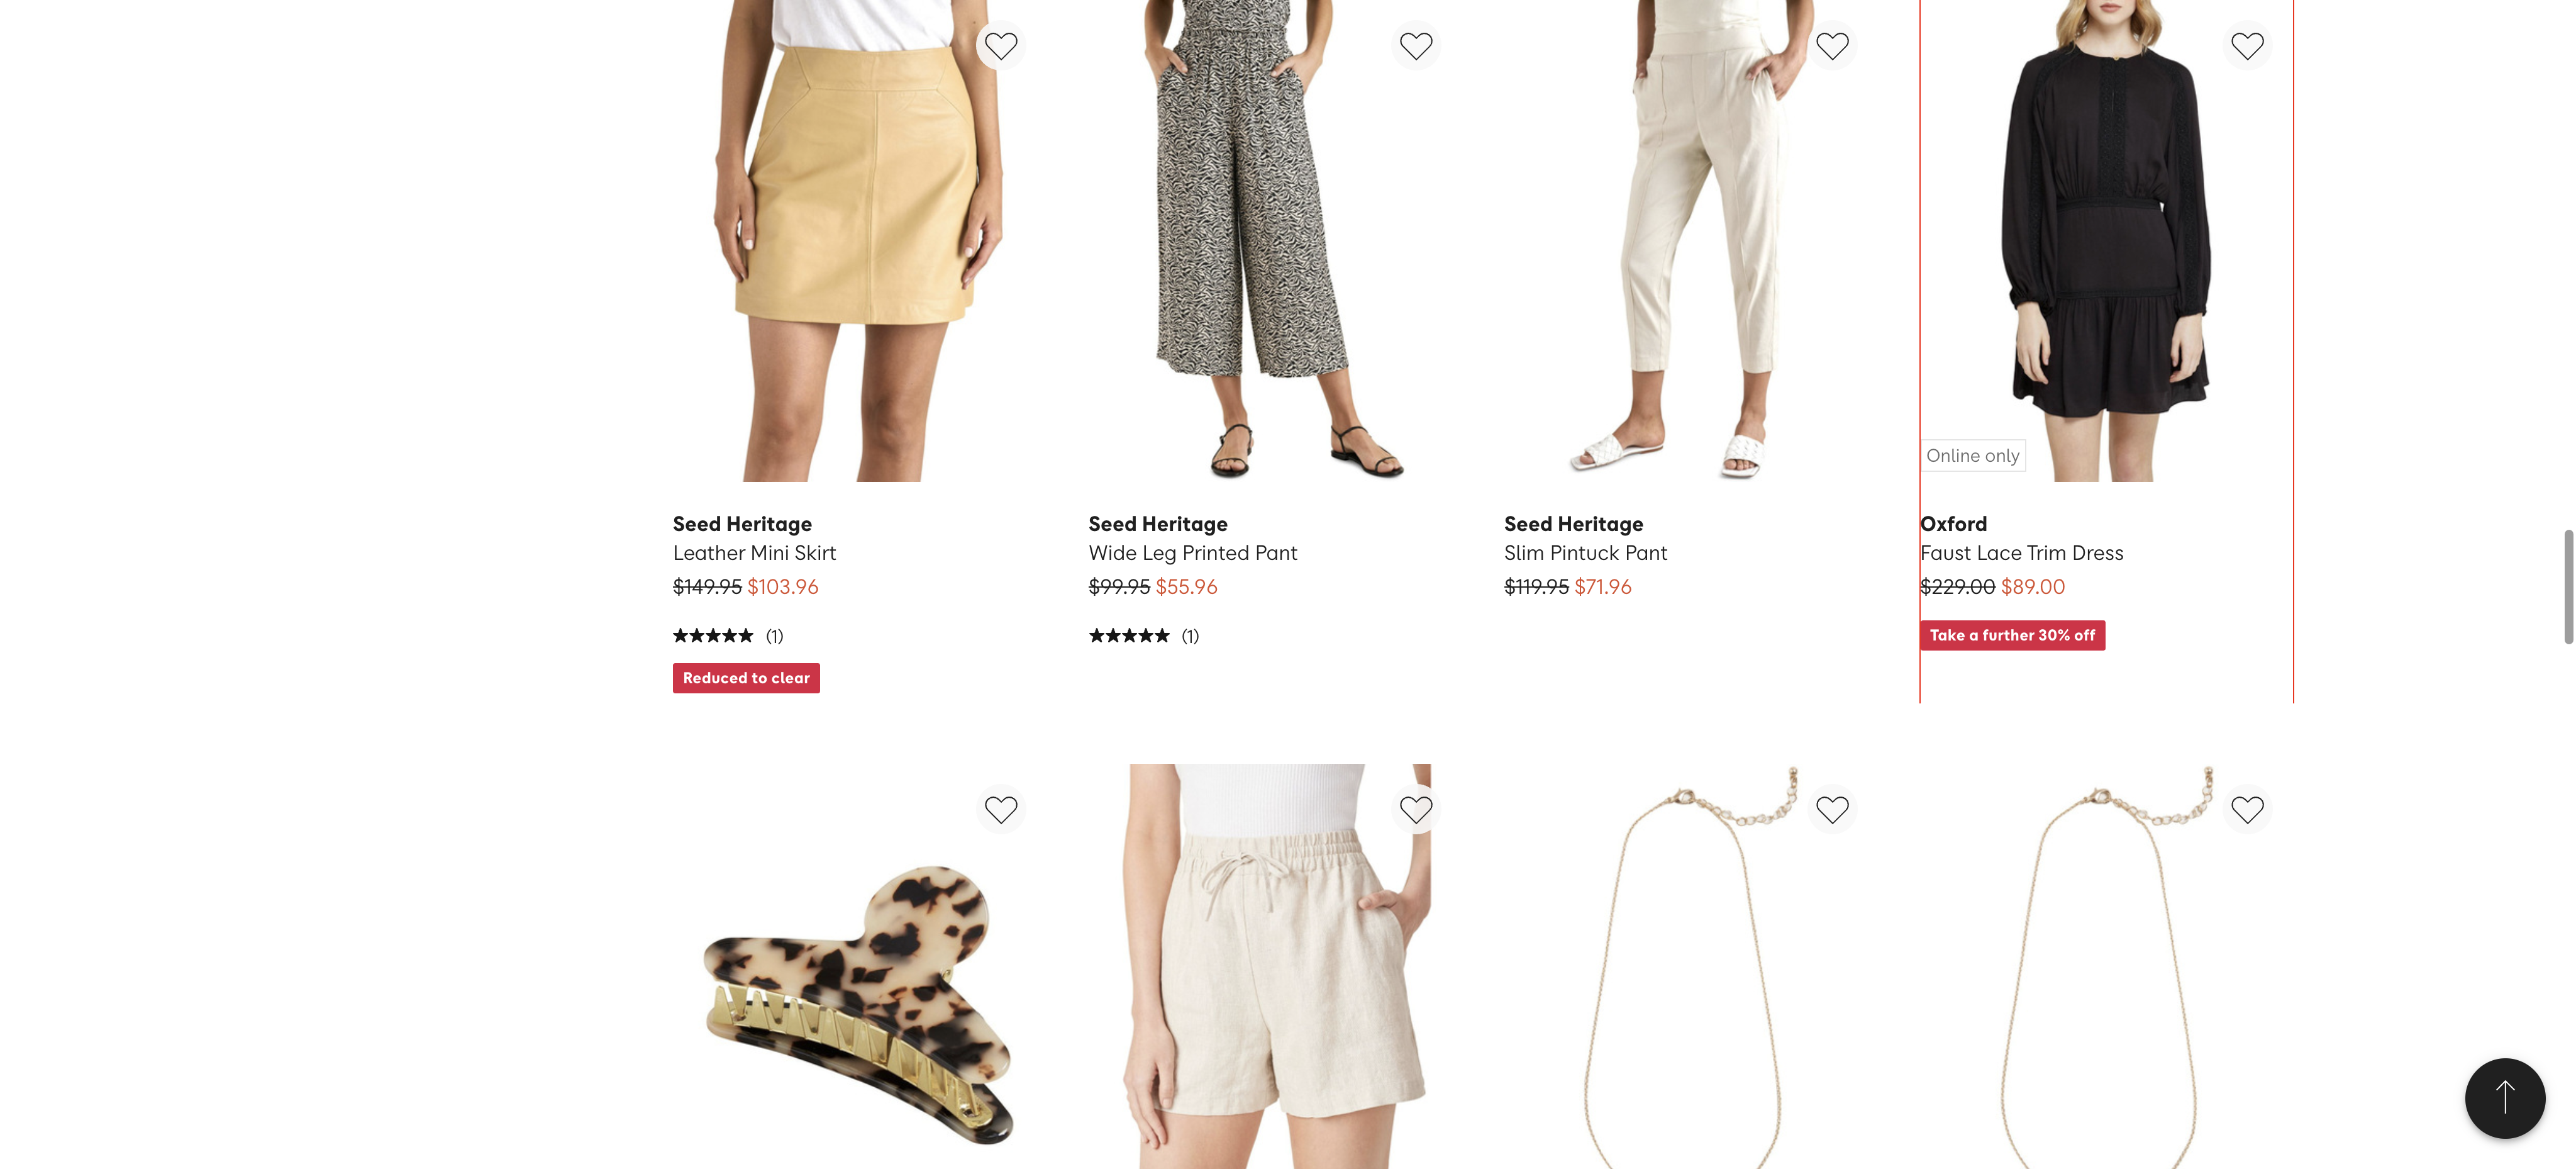 Online only
Seed Heritage
Leather Mini Skirt
$149.95 $103.96
(1)
Reduced to clear
Seed Heritage
Wide Leg Printed Pant
$99.95 $55.96
(1)
Seed Heritage
Slim Pintuck Pant
$119.95 $71.96
Oxford
Faust Lace Trim Dress
$229.00 $89.00
Take a further 30% off